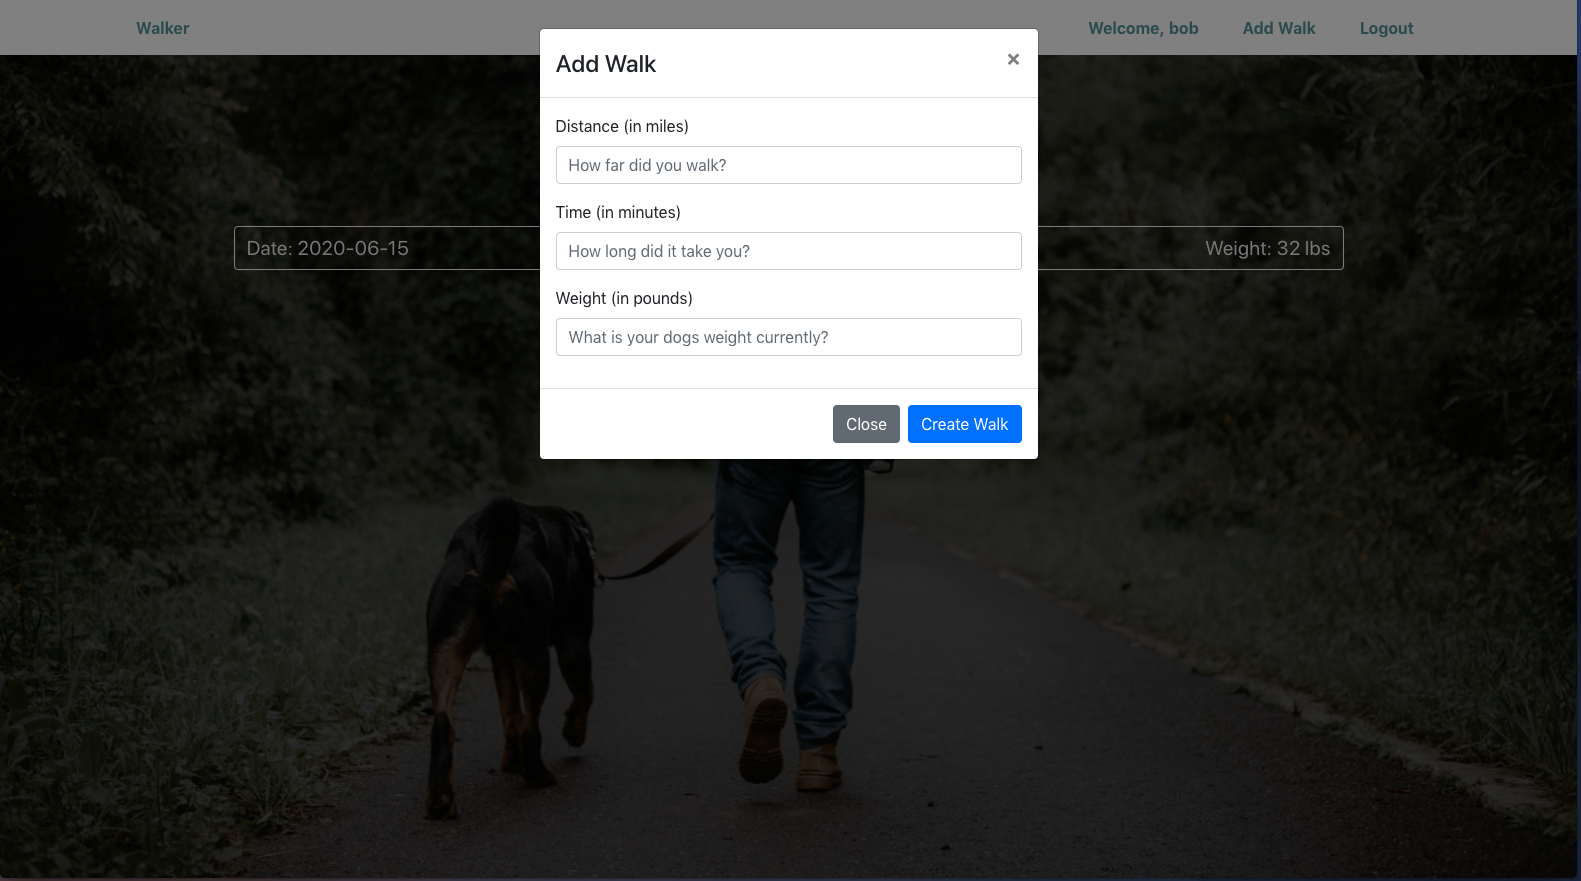 Walker
Welcome, bob
Add Walk
Logout
Add Walk
×
Distance (in miles)
How far did you walk?
Time (in minutes)
Date: 2020-06-15
How long did it take you?
Weight: 32 lbs
Weight (in pounds)
What is your dogs weight currently?
Close
Create Walk